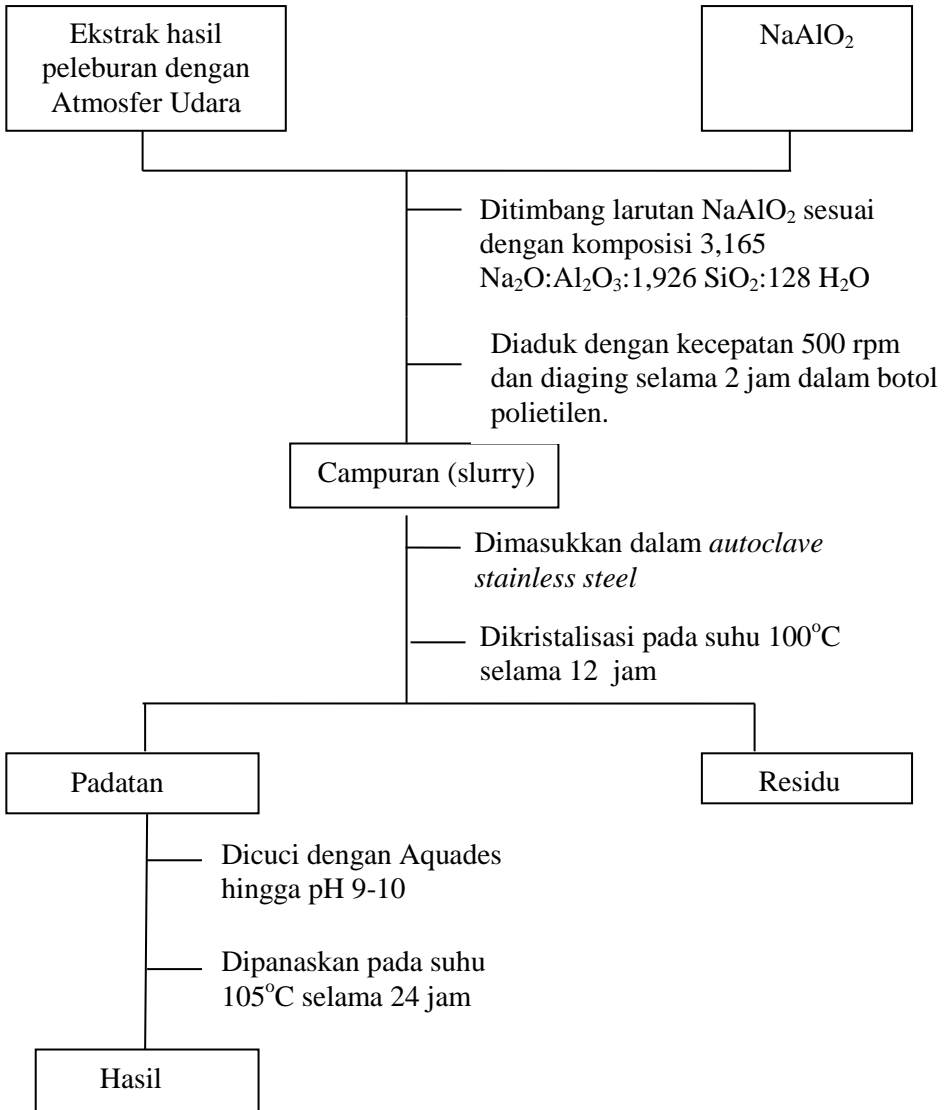 Ekstrak hasil
peleburan dengan
Atmosfer Udara
NaAlO₂
Ditimbang larutan NaAlO₂ sesuai
dengan komposisi 3,165
Na₂O:Al₂O₃:1,926 SiO₂:128 H₂O
Diaduk dengan kecepatan 500 rpm
dan diaging selama 2 jam dalam botol
polietilen.
Campuran (slurry)
Dimasukkan dalam autoclave
stainless steel
Dikristalisasi pada suhu 100°C
selama 12 jam
Padatan
Residu
Dicuci dengan Aquades
hingga pH 9-10
Dipanaskan pada suhu
105°C selama 24 jam
Hasil